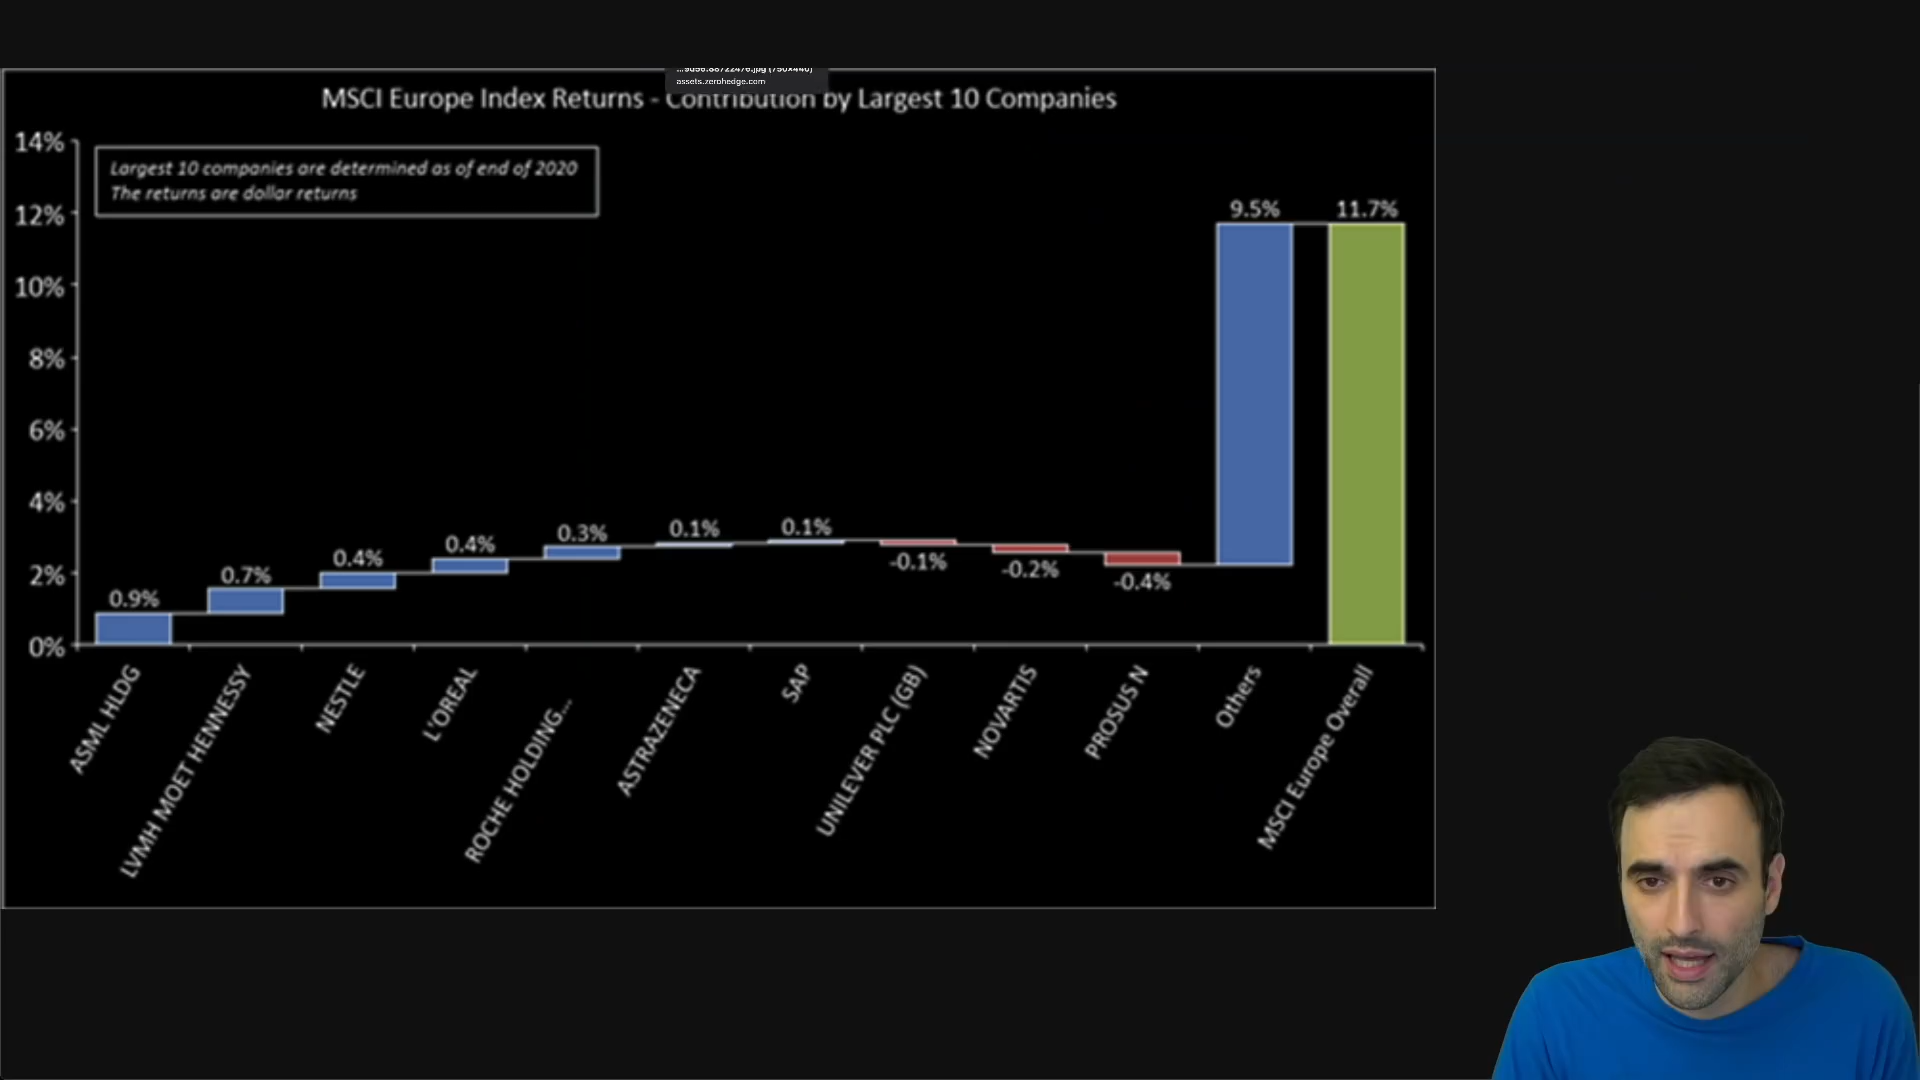 assets.zerohedge.com
MSCI Europe Index Returns - Contribution by Largest 10 Companies
Largest 10 companies are determined as of end of 2020
The returns are dollar returns
14%
12%
10%
8%
6%
4%
2%
0%
0.9%
0.7%
0.4%
0.4%
0.3%
0.1%
0.1%
-0.1%
-0.2%
-0.4%
9.5%
11.7%
ASML HLDG
LVMH MOET HENNESSY
NESTLE
L'OREAL
ROCHE HOLDING...
ASTRAZENECA
SAP
UNILEVER PLC (GB)
NOVARTIS
PROSUS N
Others
MSCI Europe Overall